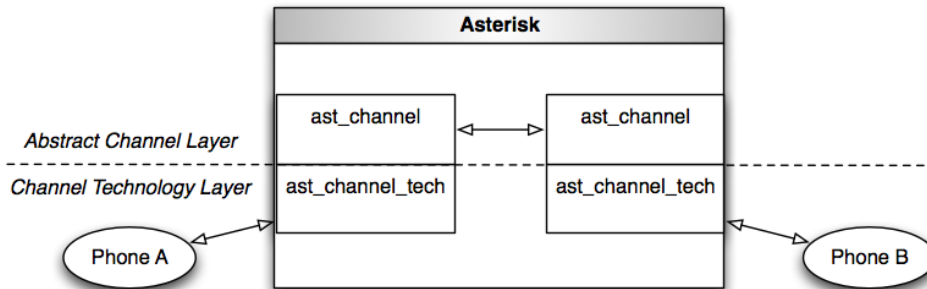 Asterisk
ast_channel
ast_channel
Abstract Channel Layer
Channel Technology Layer
ast_channel_tech
ast_channel_tech
Phone A
Phone B